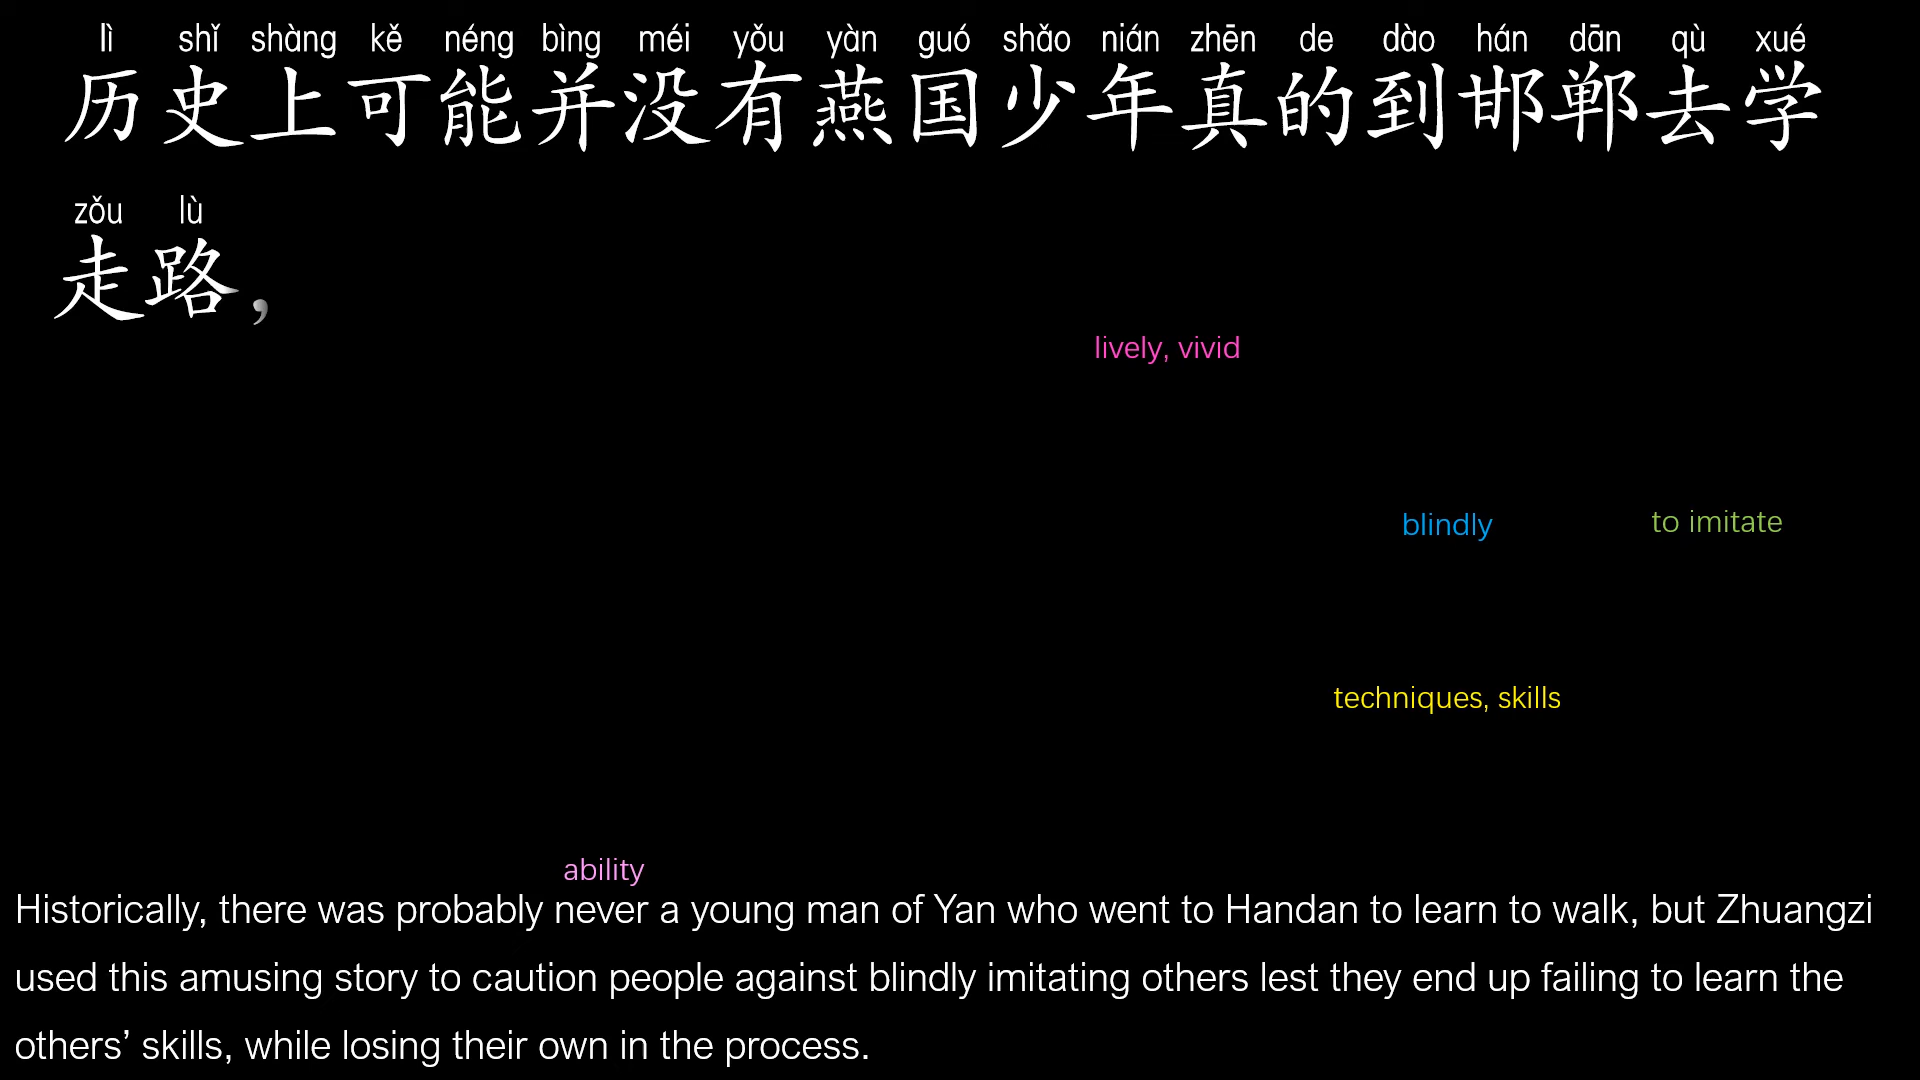 lì shǐ shàng kě néng bìng méi yǒu yàn guó shǎo nián zhēn de dào hán dān qù xué
历史上可能并没有燕国少年真的到邯郸去学
zǒu lù
走路，
lively, vivid
blindly to imitate
techniques, skills
ability
Historically, there was probably never a young man of Yan who went to Handan to learn to walk, but Zhuangzi
used this amusing story to caution people against blindly imitating others lest they end up failing to learn the
others’ skills, while losing their own in the process.